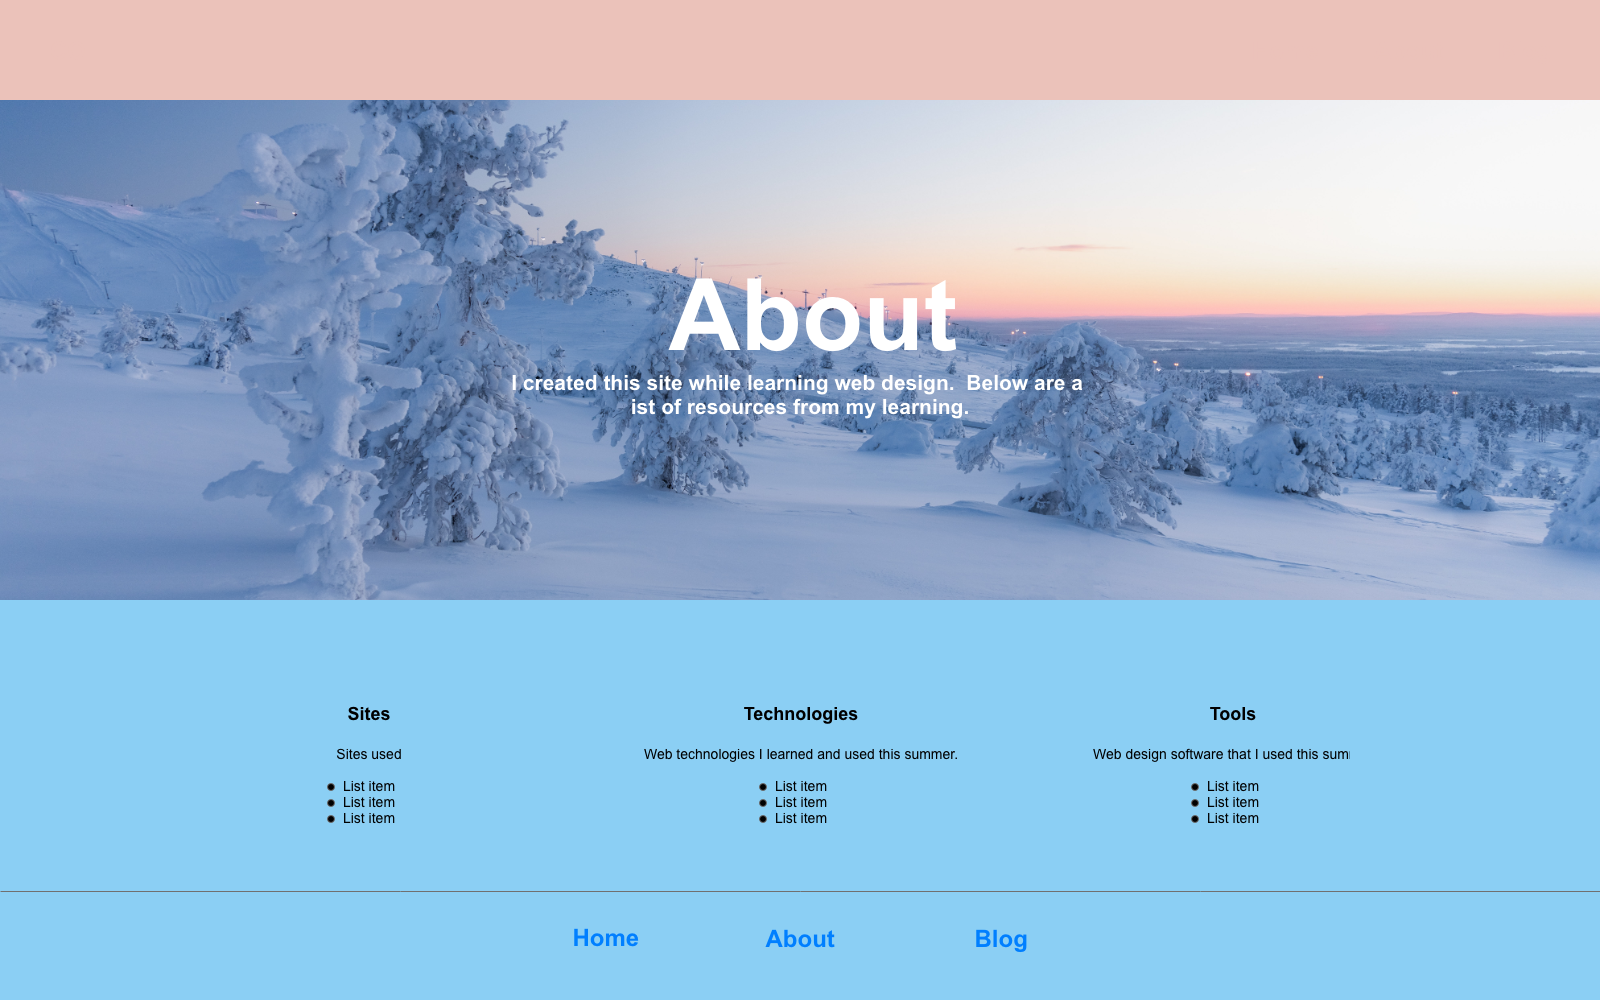 About
I created this site while learning web design.  Below are a
ist of resources from my learning.
Sites
Sites used
List item
List item
List item
Technologies
Web technologies I learned and used this summer.
List item
List item
List item
Tools
Web design software that I used this sum
List item
List item
List item
Home
About
Blog